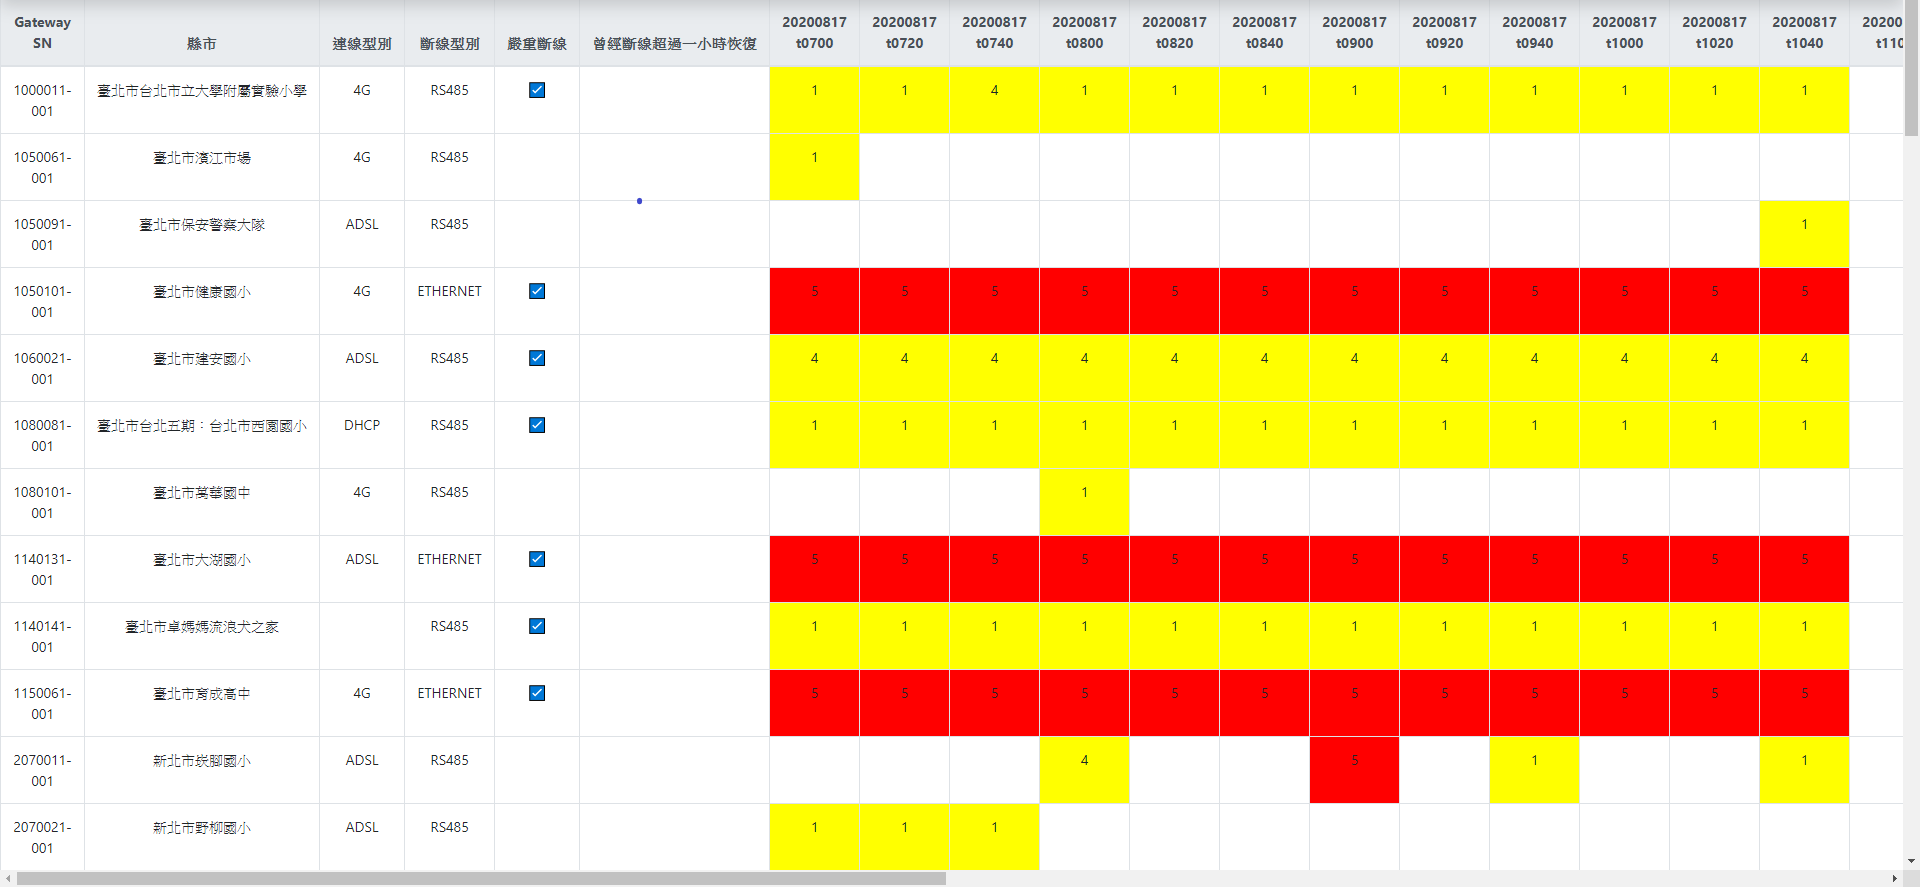 Gateway SN 縣市 連線型別 斷線型別 嚴重斷線 曾經斷線超過一小時恢復 20200817 t0700 20200817 t0720 20200817 t0740 20200817 t0800 20200817 t0820 20200817 t0840 20200817 t0900 20200817 t0920 20200817 t0940 20200817 t1000 20200817 t1020 20200817 t1040
1000011-001 臺北市台北市立大學附屬實驗小學 4G RS485 1 1 4 1 1 1 1 1 1 1 1 1
1050061-001 臺北市濱江市場 4G RS485 1
1050091-001 臺北市保安警察大隊 ADSL RS485 1
1050101-001 臺北市健康國小 4G ETHERNET 5 5 5 5 5 5 5 5 5 5 5 5
1060021-001 臺北市建安國小 ADSL RS485 4 4 4 4 4 4 4 4 4 4 4 4
1080081-001 臺北市台北五期：台北市西園國小 DHCP RS485 1 1 1 1 1 1 1 1 1 1 1 1
1080101-001 臺北市萬華國中 4G RS485 1
1140131-001 臺北市大湖國小 ADSL ETHERNET 5 5 5 5 5 5 5 5 5 5 5 5
1140141-001 臺北市卓媽媽流浪犬之家 RS485 1 1 1 1 1 1 1 1 1 1 1 1
1150061-001 臺北市育成高中 4G ETHERNET 5 5 5 5 5 5 5 5 5 5 5 5
2070011-001 新北市崁腳國小 ADSL RS485 4 5 1 1
2070021-001 新北市野柳國小 ADSL RS485 1 1 1